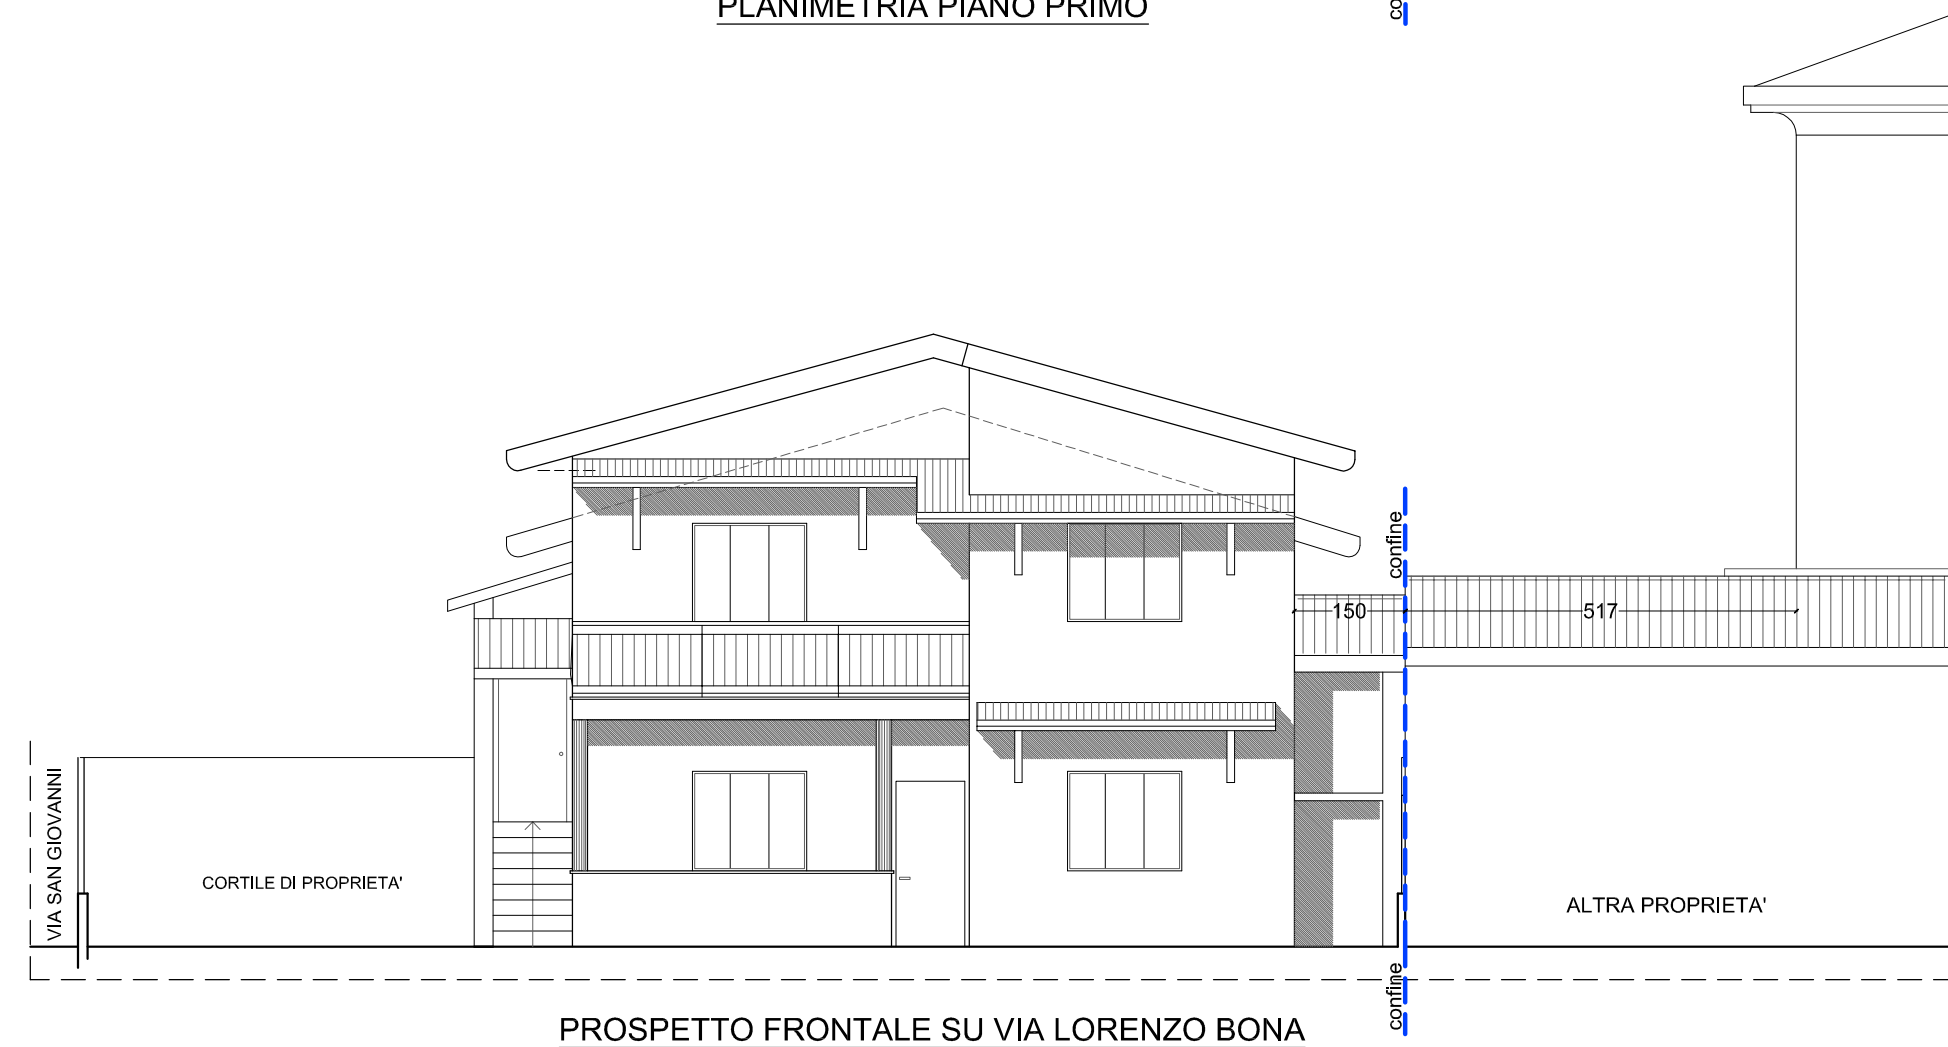 PLANIMETRIA PIANO PRIMO
co
confine
150
517
VIA SAN GIOVANNI
CORTILE DI PROPRIETA'
ALTRA PROPRIETA'
confine
PROSPETTO FRONTALE SU VIA LORENZO BONA